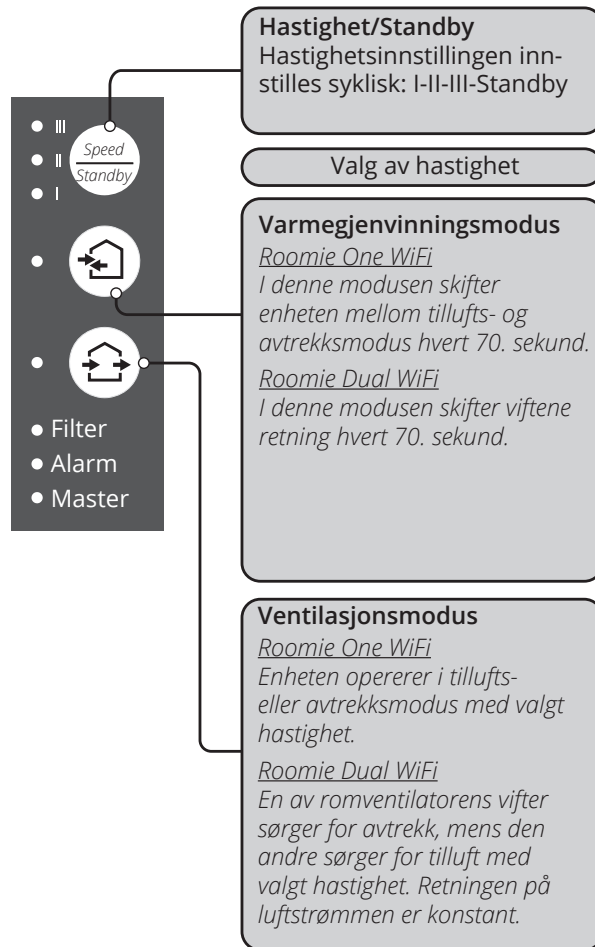 Hastighet/Standby
Hastighetsinnstillingen inn-
stilles syklisk: I-II-III-Standby
III
II
I
Speed
Standby
Valg av hastighet
Varmegjenvinningsmodus
Roomie One WiFi
I denne modusen skifter
enheten mellom tillufts- og
avtrekksmodus hvert 70. sekund.
Roomie Dual WiFi
I denne modusen skifter viftene
retning hvert 70. sekund.
Filter
Alarm
Master
Ventilasjonsmodus
Roomie One WiFi
Enheten opererer i tillufts-
eller avtrekksmodus med valgt
hastighet.
Roomie Dual WiFi
En av romventilatorens vifter
sørger for avtrekk, mens den
andre sørger for tilluft med
valgt hastighet. Retningen på
luftstrømmen er konstant.